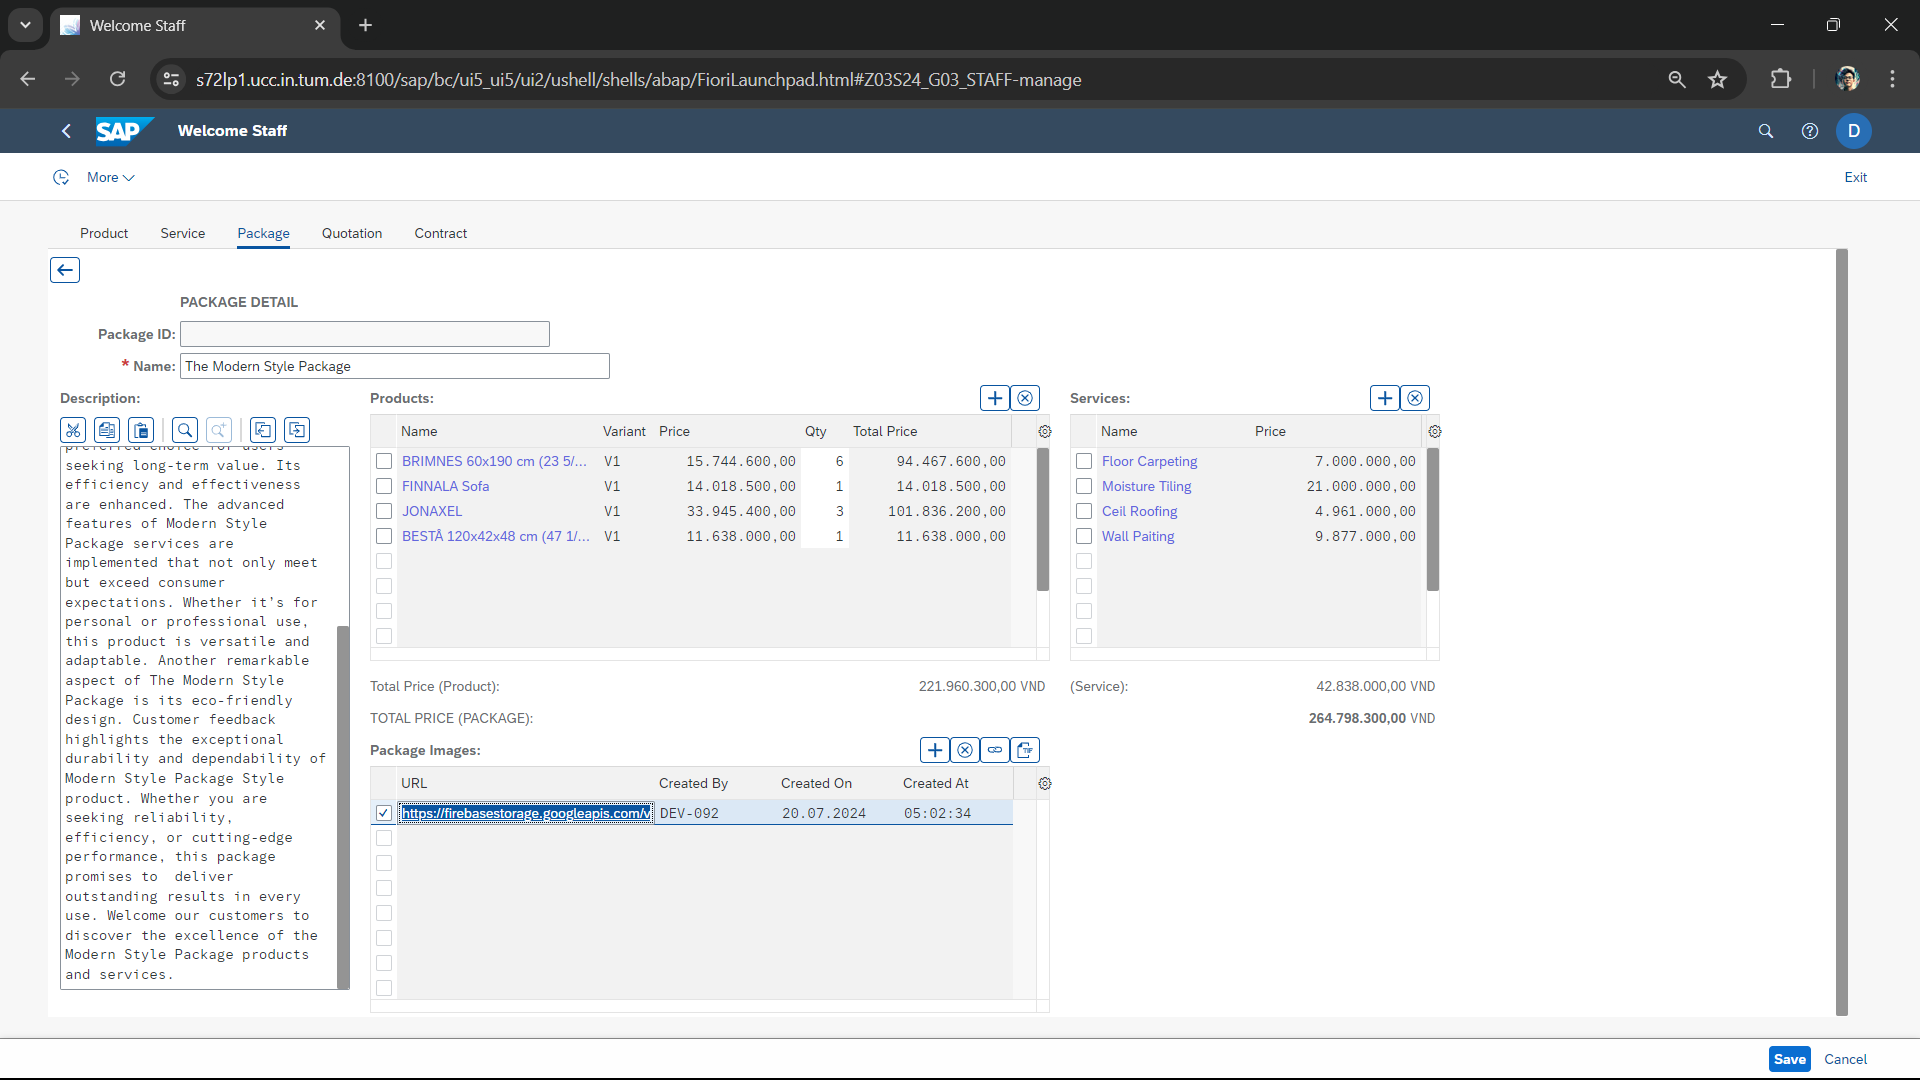 Welcome Staff
s72lp1.ucc.in.tum.de:8100/sap/bc/ui5_ui5/ui2/ushell/shells/abap/FioriLaunchpad.html#Z03S24_G03_STAFF-manage
SAP Welcome Staff D
More Exit
Product Service Package Quotation Contract
PACKAGE DETAIL
Package ID:
* Name: The Modern Style Package
Description:
seeking long-term value. Its
efficiency and effectiveness
are enhanced. The advanced
features of Modern Style
Package services are
implemented that not only meet
but exceed consumer
expectations. Whether it's for
personal or professional use,
this product is versatile and
adaptable. Another remarkable
aspect of The Modern Style
Package is its eco-friendly
design. Customer feedback
highlights the exceptional
durability and dependability of
Modern Style Package Style
product. Whether you are
seeking reliability,
efficiency, or cutting-edge
performance, this package
promises to  deliver
outstanding results in every
use. Welcome our customers to
discover the excellence of the
Modern Style Package products
and services.
Products:
Name Variant Price Qty Total Price
BRIMNES 60x190 cm (23 5/... V1 15.744.600,00 6 94.467.600,00
FINNALA Sofa V1 14.018.500,00 1 14.018.500,00
JONAXEL V1 33.945.400,00 3 101.836.200,00
BESTÅ 120x42x48 cm (47 1/... V1 11.638.000,00 1 11.638.000,00
Services:
Name Price
Floor Carpeting 7.000.000,00
Moisture Tiling 21.000.000,00
Ceil Roofing 4.961.000,00
Wall Paiting 9.877.000,00
Total Price (Product): 221.960.300,00 VND (Service): 42.838.000,00 VND
TOTAL PRICE (PACKAGE): 264.798.300,00 VND
Package Images:
URL Created By Created On Created At
https://firebasestorage.googleapis.com/v DEV-092 20.07.2024 05:02:34
Save Cancel